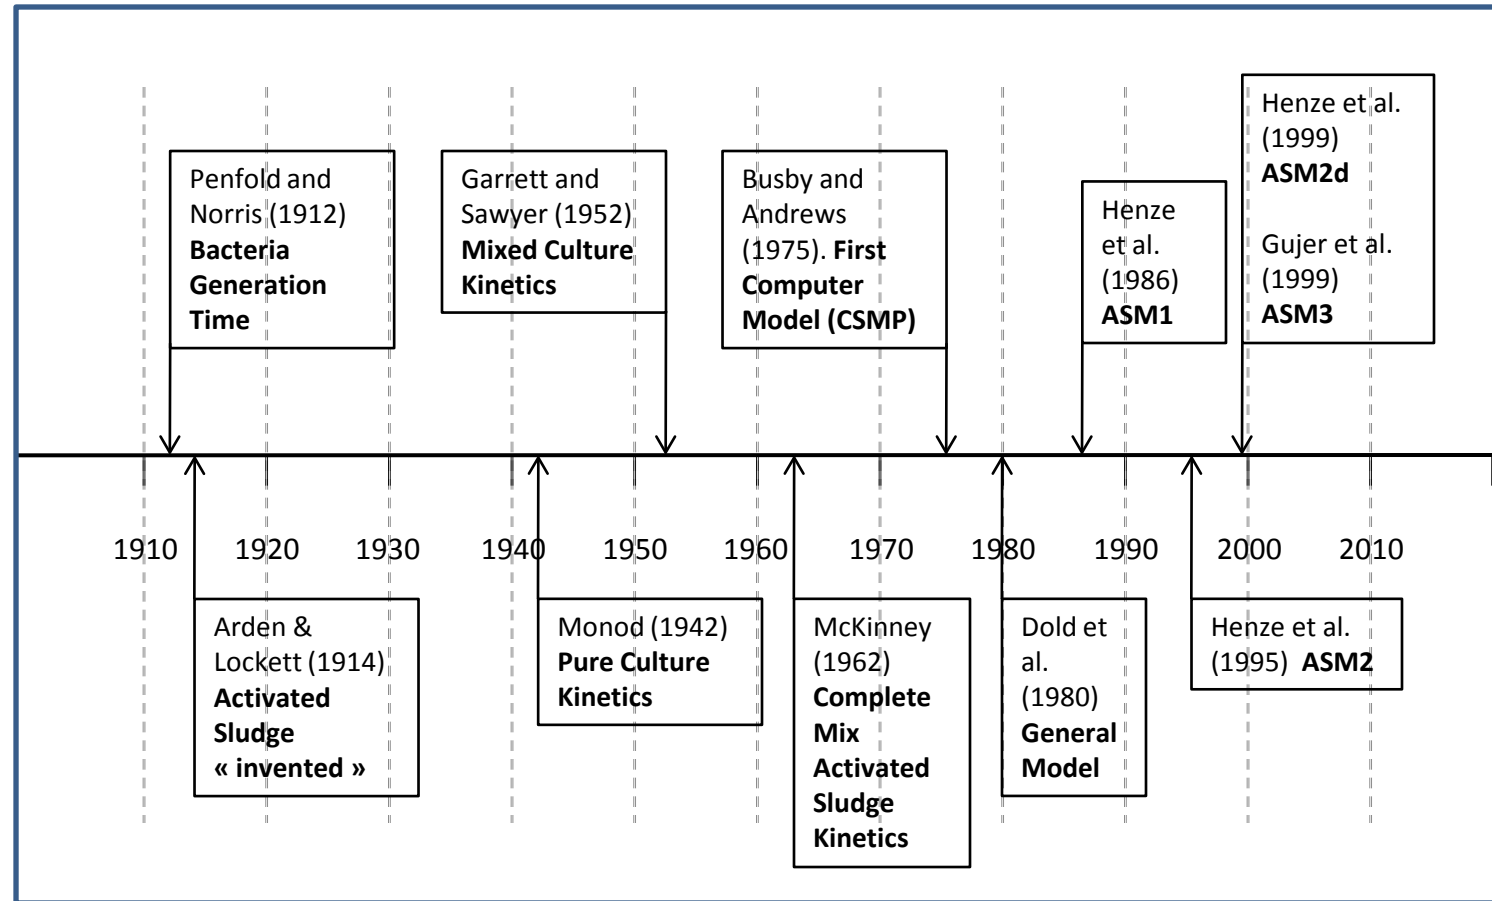 Penfold and
Norris (1912)
Bacteria
Generation
Time
Garrett and
Sawyer (1952)
Mixed Culture
Kinetics
Busby and
Andrews
(1975). First
Computer
Model (CSMP)
Henze
et al.
(1986)
ASM1
Henze et al.
(1999)
ASM2d
Gujer et al.
(1999)
ASM3
1910 1920 1930 1940 1950 1960 1970 1980 1990 2000 2010
Arden &
Lockett (1914)
Activated
Sludge
« invented »
Monod (1942)
Pure Culture
Kinetics
McKinney
(1962)
Complete
Mix
Activated
Sludge
Kinetics
Dold et
al.
(1980)
General
Model
Henze et al.
(1995) ASM2